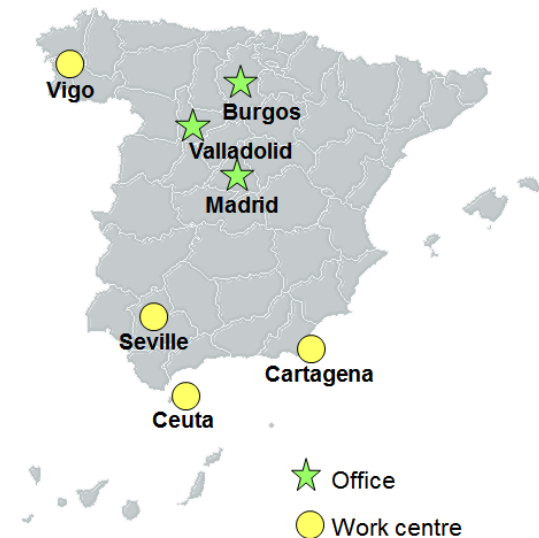 Vigo
Burgos
Valladolid
Madrid
Seville
Cartagena
Ceuta
Office
Work centre